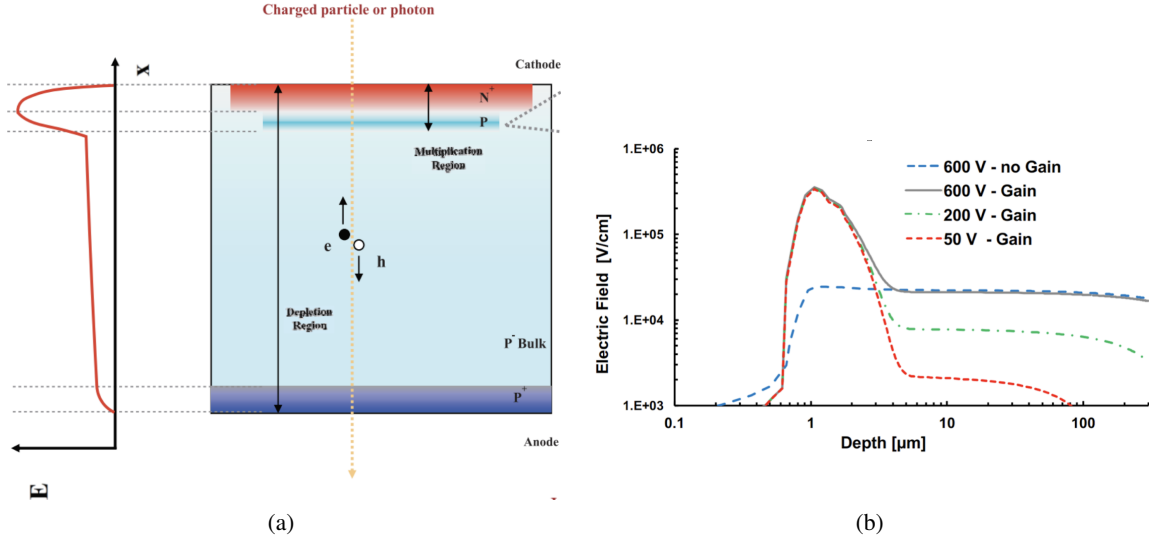 Charged particle or photon
Cathode
x
N+
P
Multiplication
Region
e
h
Depletion
Region
P- Bulk
P+
Anode
E
(a)
1.E+06
1.E+05
1.E+04
1.E+03
Electric Field [V/cm]
600 V - no Gain
600 V - Gain
200 V - Gain
50 V - Gain
0.1
1
10
100
Depth [µm]
(b)